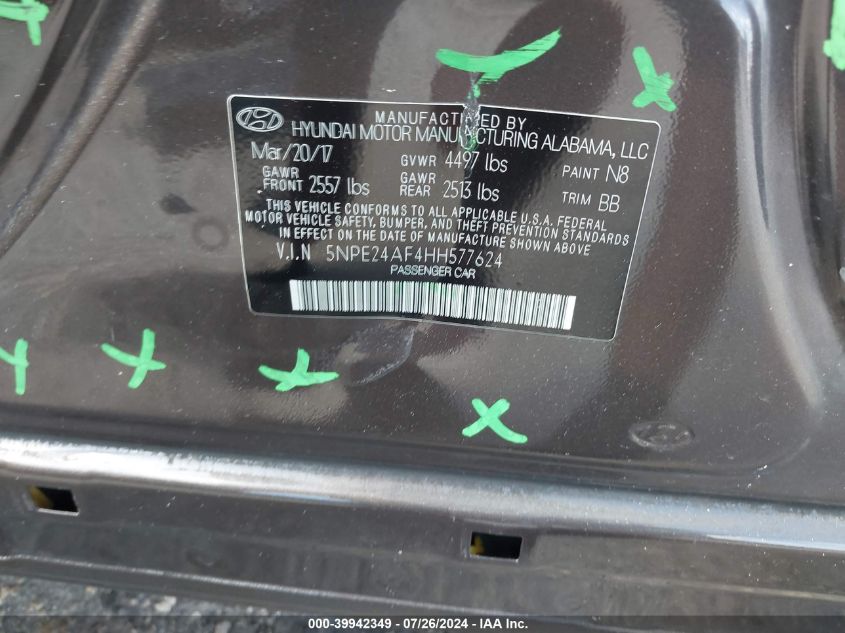 MANUFACTURED BY
HYUNDAI MOTOR MANUFACTURING ALABAMA, LLC
Mar/20/17 GVWR 4497 lbs PAINT N8
GAWR FRONT 2557 lbs GAWR REAR 2513 lbs TRIM BB
THIS VEHICLE CONFORMS TO ALL APPLICABLE U.S.A. FEDERAL
MOTOR VEHICLE SAFETY, BUMPER, AND THEFT PREVENTION STANDARDS
IN EFFECT ON THE DATE OF MANUFACTURE SHOWN ABOVE
V.I.N 5NPE24AF4HH577624
PASSENGER CAR
000-39942349 - 07/26/2024 - IAA Inc.